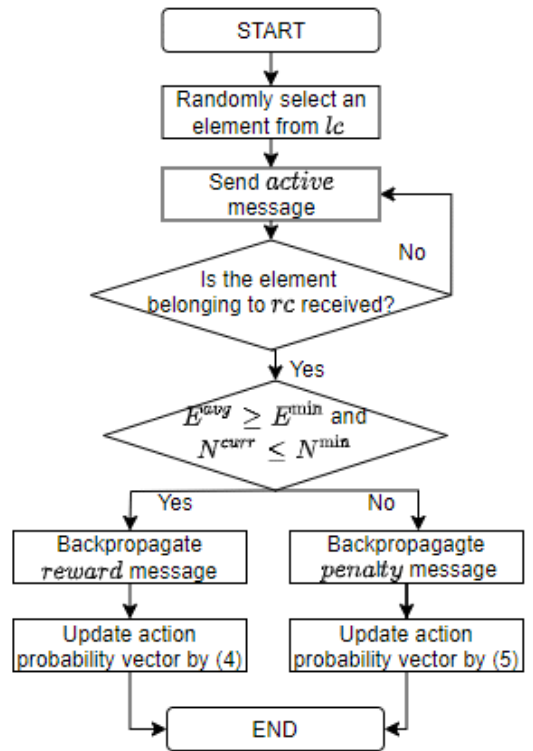 START
Randomly select an
element from lc
Send active
message
No
Is the element
belonging to rc received?
Yes
E^avg ≥ E^min and
N^curr ≤ N^min
Yes
No
Backpropagate
reward message
Backpropagagte
penalty message
Update action
probability vector by (4)
Update action
probability vector by (5)
END